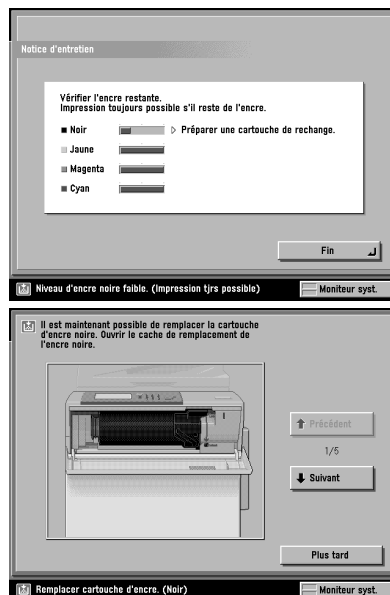 Notice d'entretien
Vérifier l'encre restante.
Impression toujours possible s'il reste de l'encre.
Noir
Préparer une cartouche de rechange.
Jaune
Magenta
Cyan
Fin
Niveau d'encre noire faible. (Impression tjrs possible)
Moniteur syst.
Il est maintenant possible de remplacer la cartouche
d'encre noire. Ouvrir le cache de remplacement de
l'encre noire.
Précédent
1/5
Suivant
Plus tard
Remplacer cartouche d'encre. (Noir)
Moniteur syst.